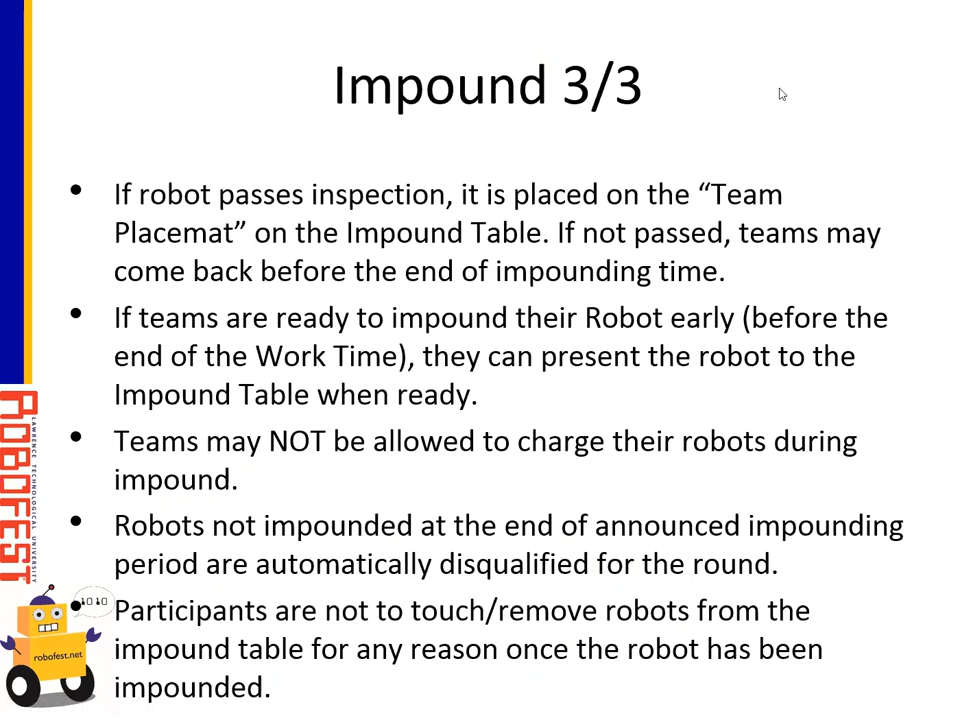 Impound 3/3
• If robot passes inspection, it is placed on the “Team
Placemat” on the Impound Table. If not passed, teams may
come back before the end of impounding time.
• If teams are ready to impound their Robot early (before the
end of the Work Time), they can present the robot to the
Impound Table when ready.
• Teams may NOT be allowed to charge their robots during
impound.
• Robots not impounded at the end of announced impounding
period are automatically disqualified for the round.
• Participants are not to touch/remove robots from the
impound table for any reason once the robot has been
impounded.
ROBOFEST
LAWRENCE TECHNOLOGICAL UNIVERSITY
1010
robofest.net